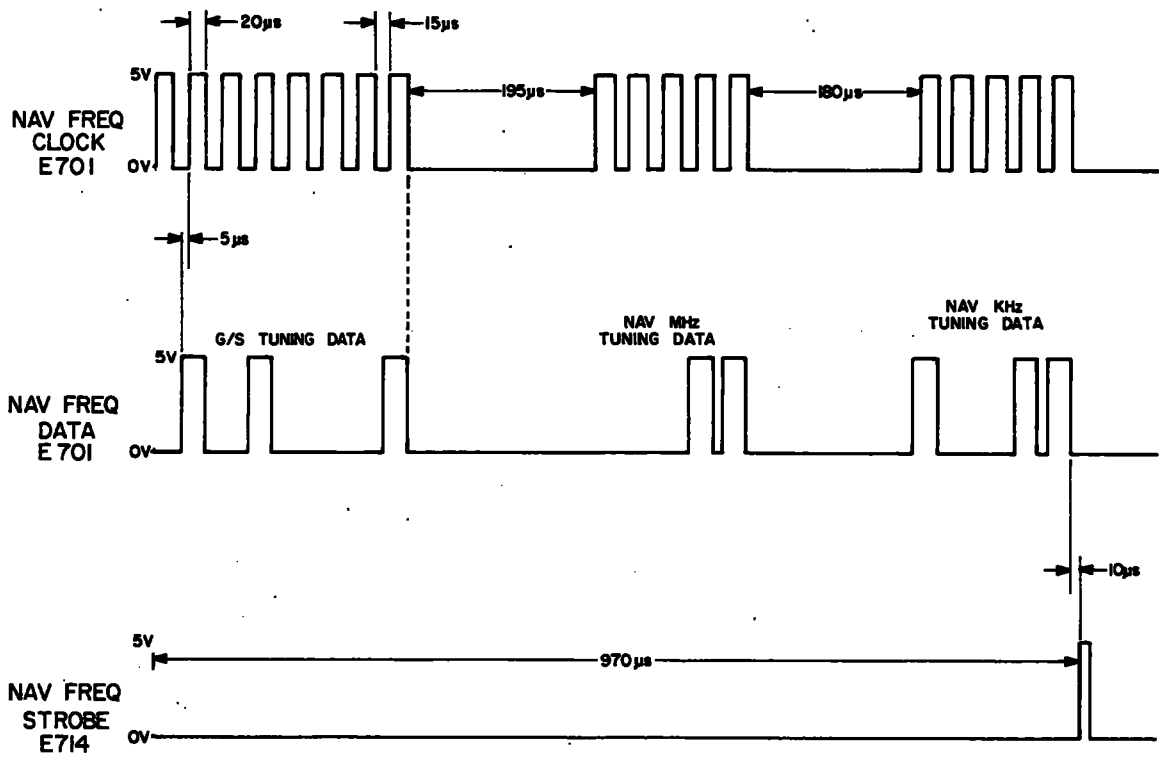 20µs
15µs
5V
NAV FREQ
CLOCK
E701
0V
195µs
180µs
5µs
G/S TUNING DATA
NAV MHz
TUNING DATA
NAV KHz
TUNING DATA
5V
NAV FREQ
DATA
E701
0V
10µs
5V
970µs
NAV FREQ
STROBE
E714
0V